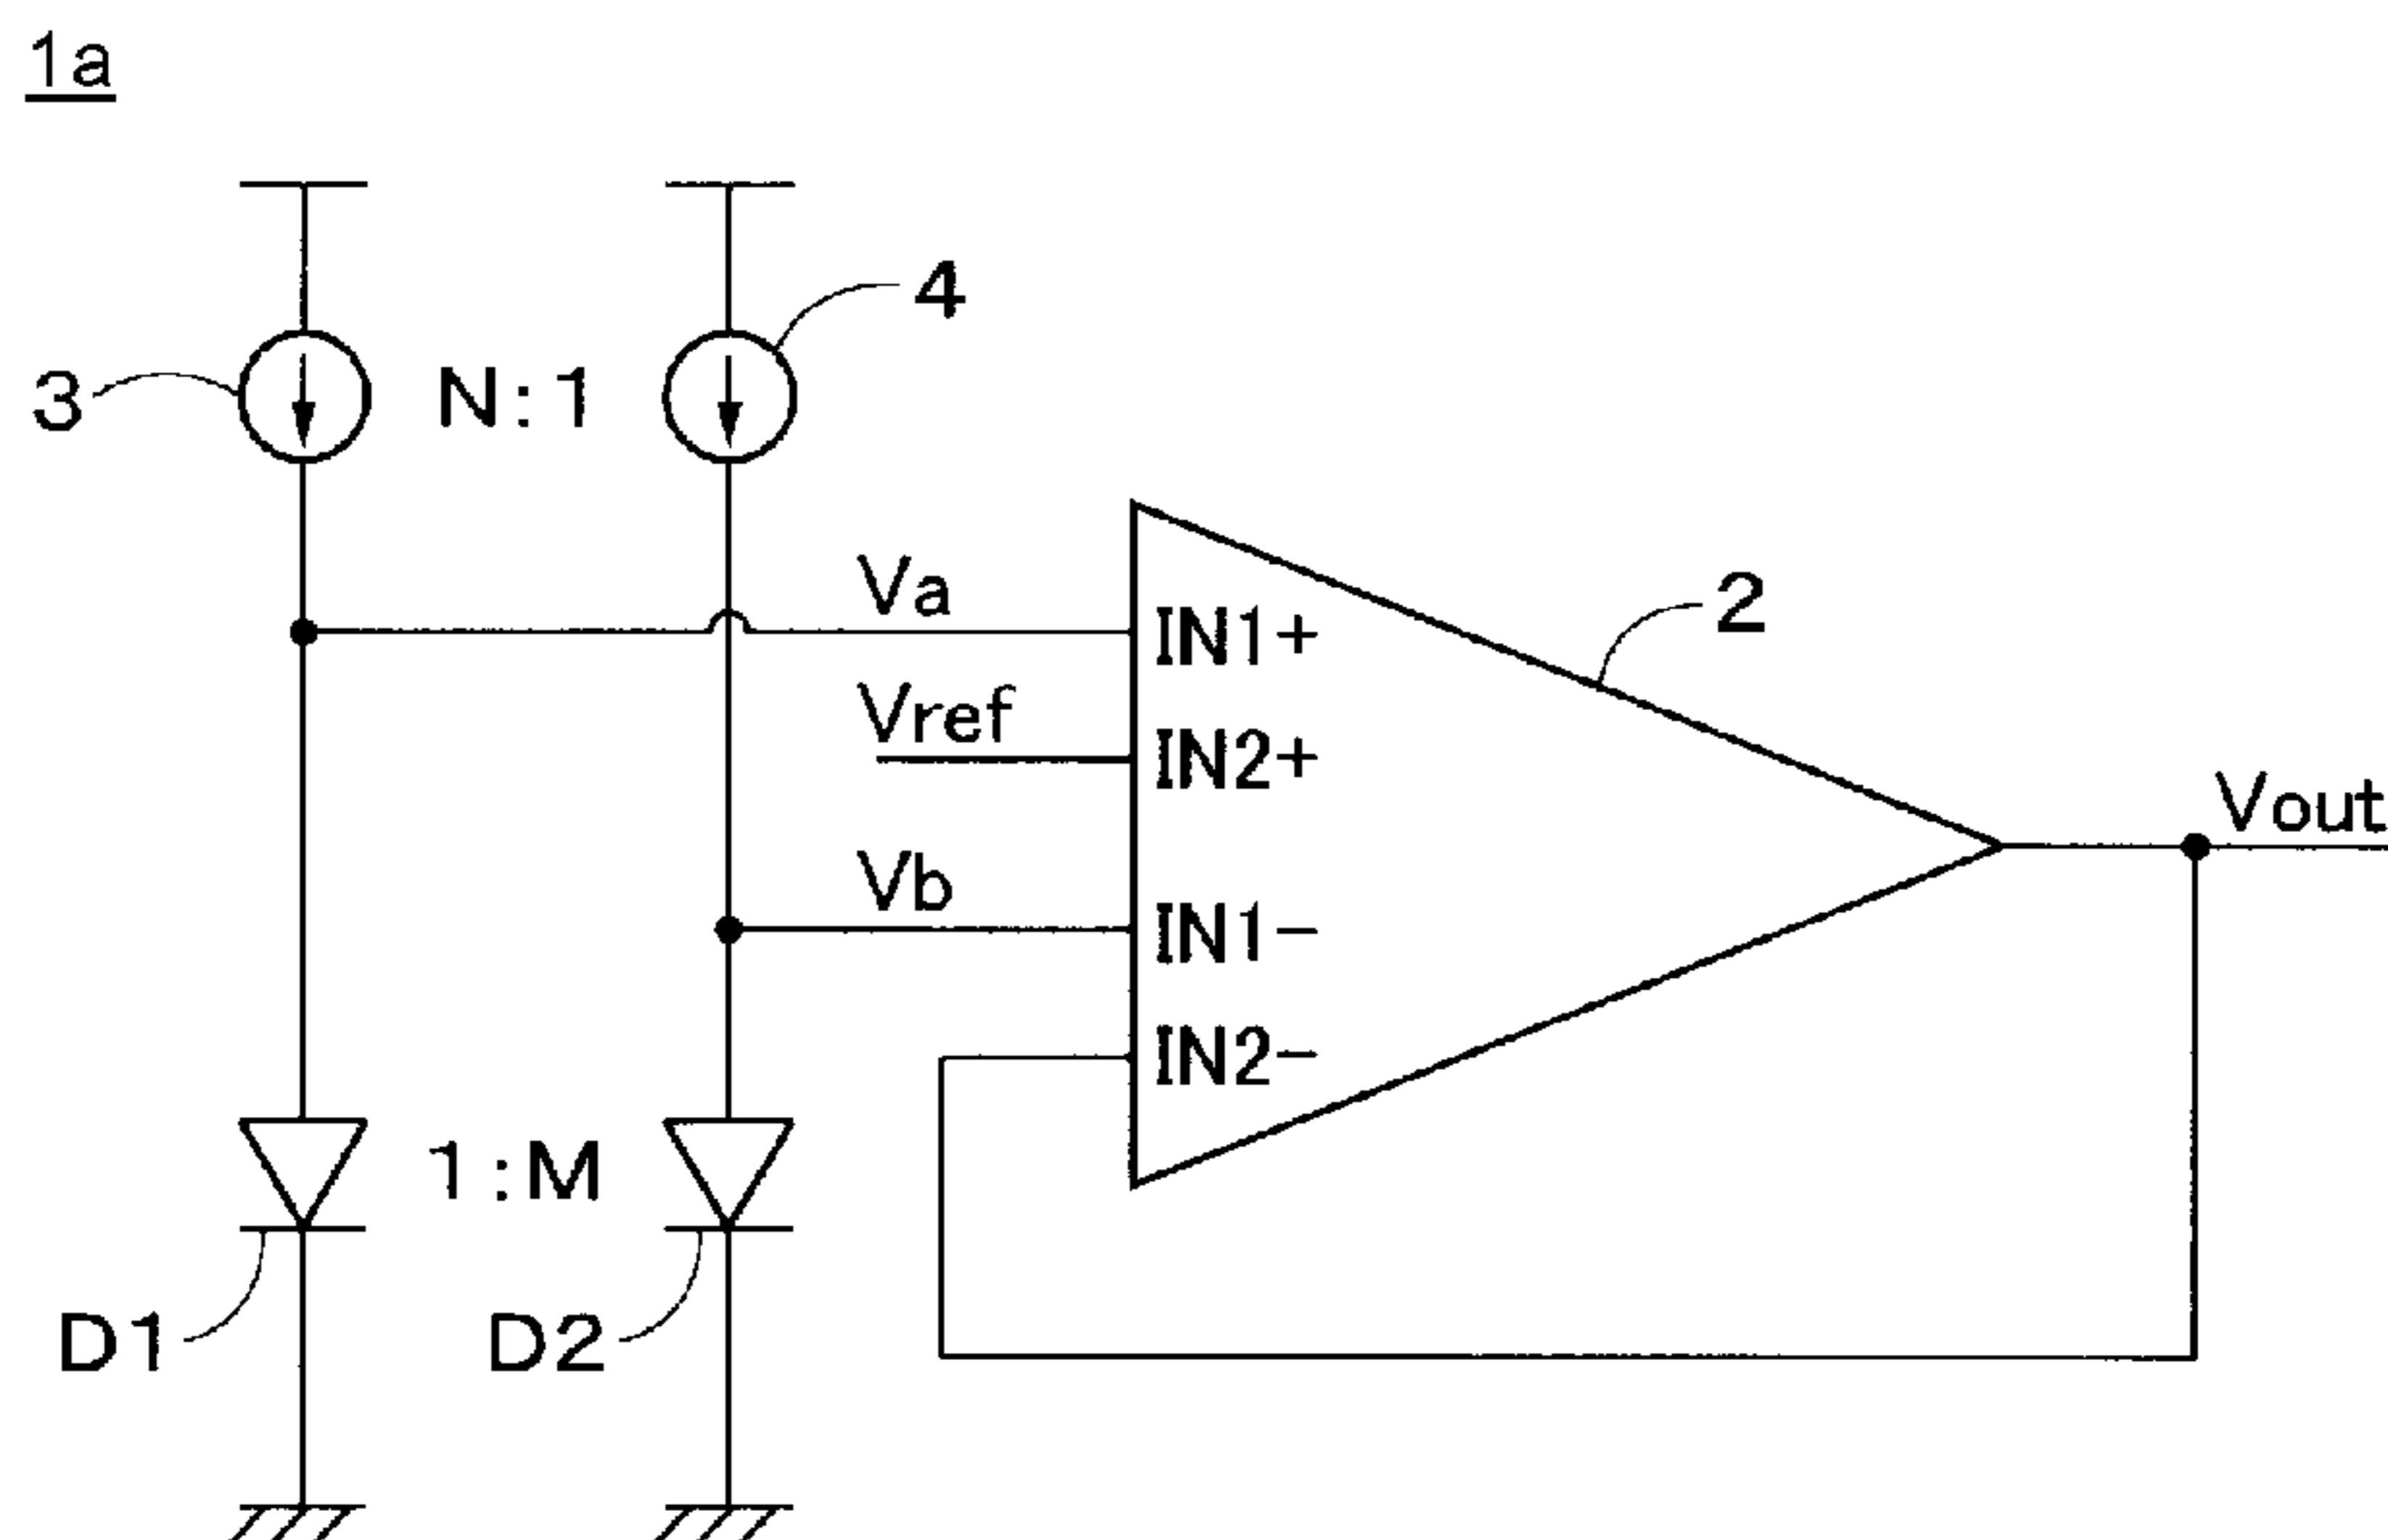 1a
4
3
N:1
Va
IN1+
2
Vref
IN2+
Vout
Vb
IN1-
IN2-
1:M
D1
D2